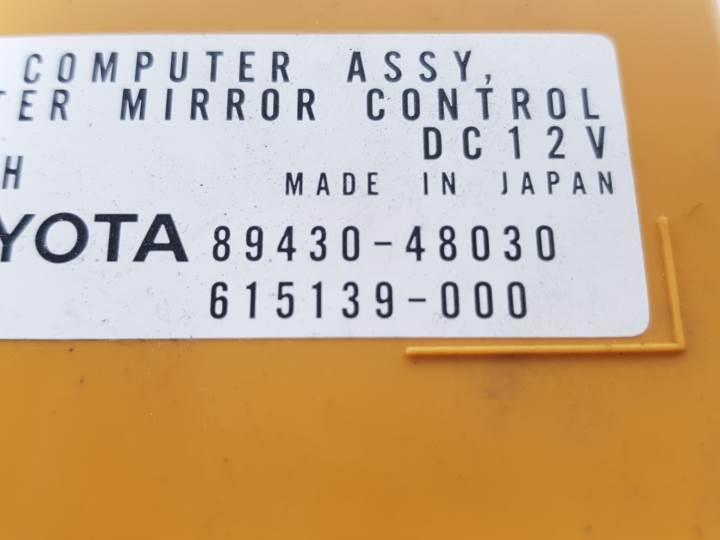 COMPUTER ASSY,
TER MIRROR CONTROL
DC12V
H
MADE IN JAPAN
YOTA 89430-48030
615139-000